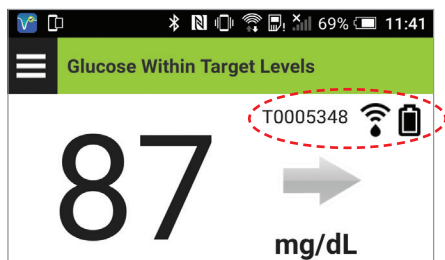 69% 11:41
Glucose Within Target Levels
T0005348
87
mg/dL